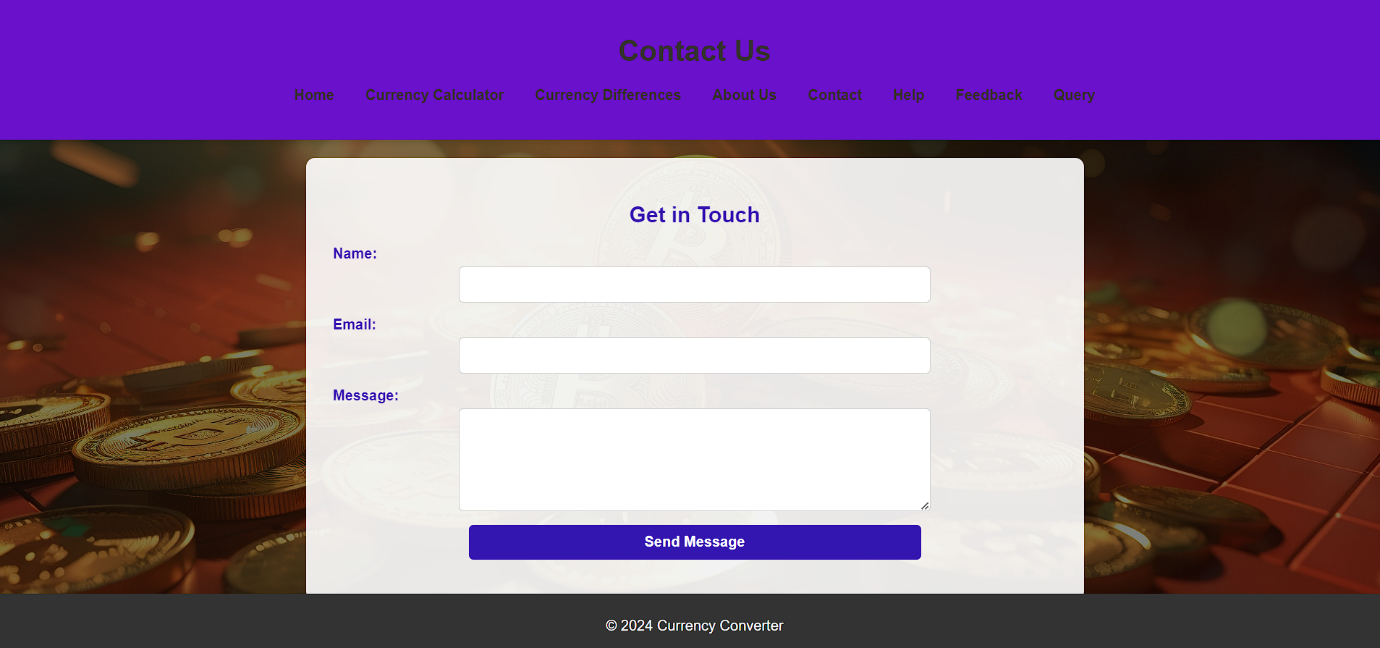 Contact Us
Home Currency Calculator Currency Differences About Us Contact Help Feedback Query
Get in Touch
Name:
Email:
Message:
Send Message
© 2024 Currency Converter